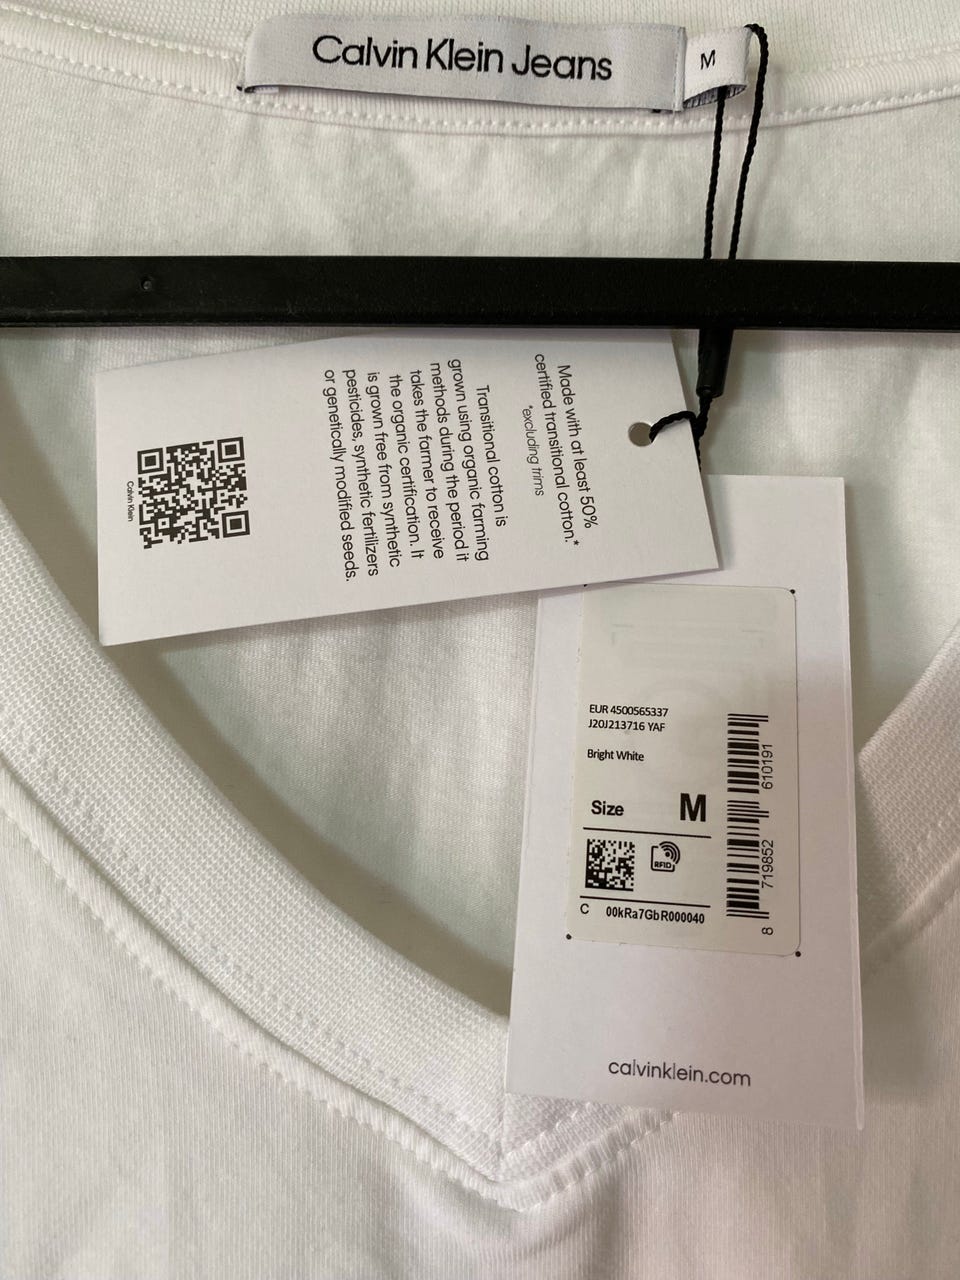 Calvin Klein Jeans
M
Made with at least 50%
certified transitional cotton.*
*excluding trims
Transitional cotton is
grown using organic farming
methods during the period it
takes the farmer to receive
the organic certification. It
is grown free from synthetic
pesticides, synthetic fertilizers
or genetically modified seeds.
Calvin Klein
EUR 4500565337
J20J213716 YAF
Bright White
Size M
RFID
C 00kRa7GbR000040
8 719852 610191
calvinklein.com